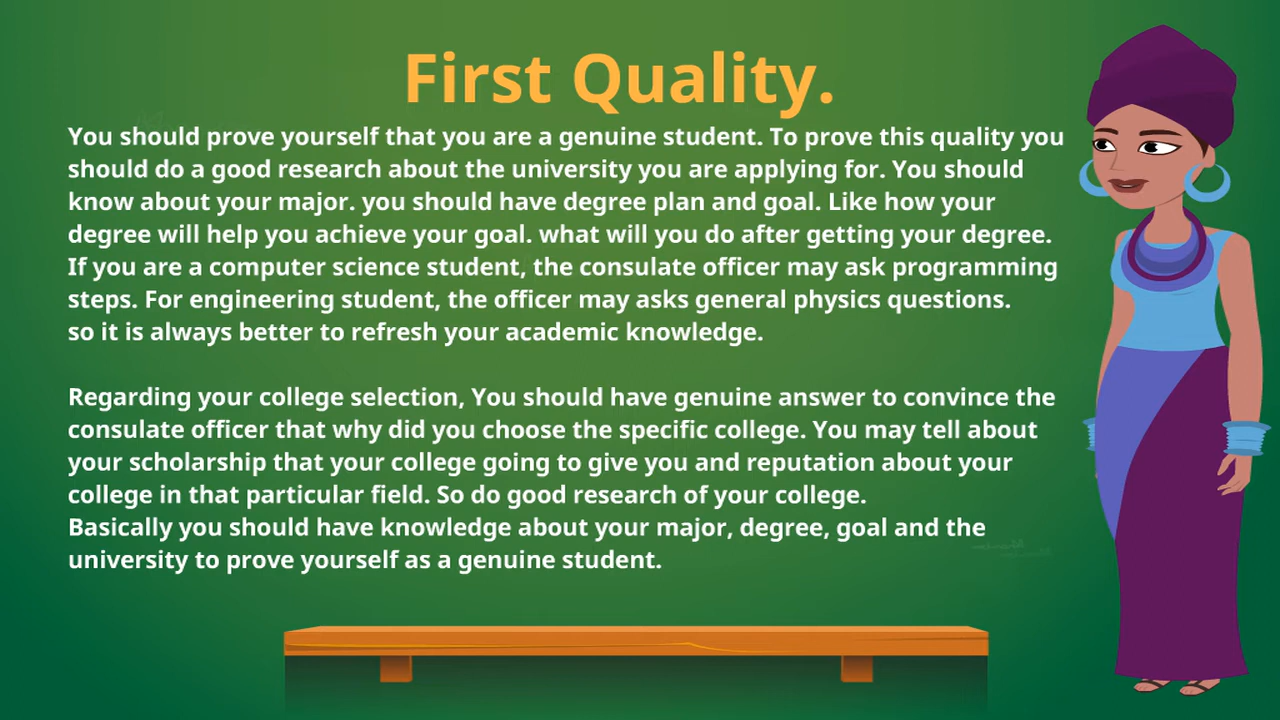 First Quality.
You should prove yourself that you are a genuine student. To prove this quality you
should do a good research about the university you are applying for. You should
know about your major. you should have degree plan and goal. Like how your
degree will help you achieve your goal. what will you do after getting your degree.
If you are a computer science student, the consulate officer may ask programming
steps. For engineering student, the officer may asks general physics questions.
so it is always better to refresh your academic knowledge.
Regarding your college selection, You should have genuine answer to convince the
consulate officer that why did you choose the specific college. You may tell about
your scholarship that your college going to give you and reputation about your
college in that particular field. So do good research of your college.
Basically you should have knowledge about your major, degree, goal and the
university to prove yourself as a genuine student.